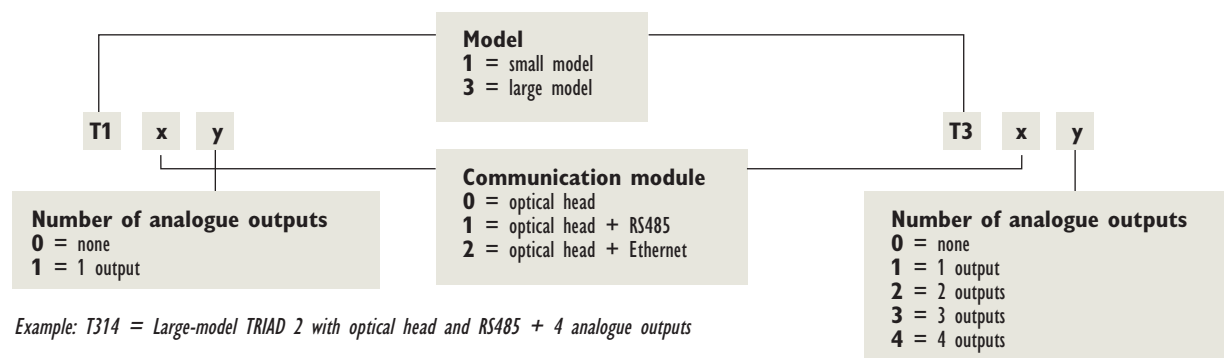 Model
1 = small model
3 = large model
T1 x y
T3 x y
Communication module
0 = optical head
1 = optical head + RS485
2 = optical head + Ethernet
Number of analogue outputs
0 = none
1 = 1 output
Number of analogue outputs
0 = none
1 = 1 output
2 = 2 outputs
3 = 3 outputs
4 = 4 outputs
Example: T314 = Large-model TRIAD 2 with optical head and RS485 + 4 analogue outputs